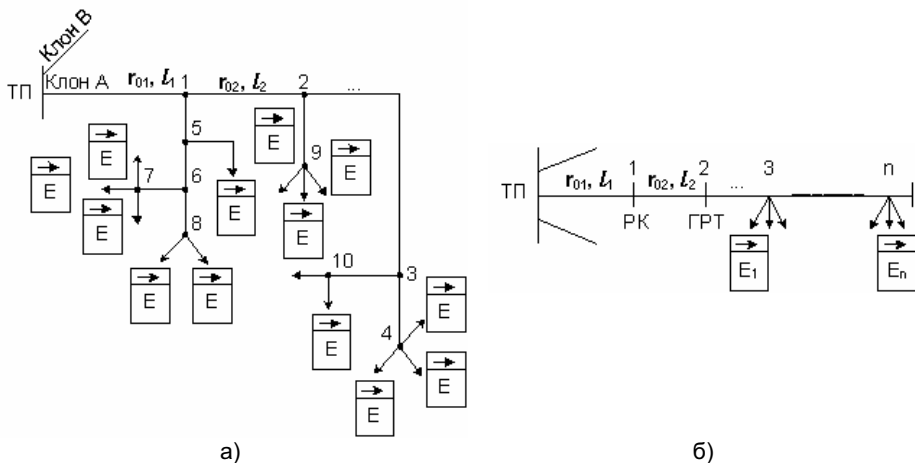 Клон В
ТП
Клон А
r01, l1
1
r02, l2
2
...
5
E
E
E
9
E
E
7
6
E
E
E
8
E
E
10
3
E
E
4
E
E
E
а)
ТП
r01, l1
1
r02, l2
2
...
3
n
РК
ГРТ
E1
En
б)